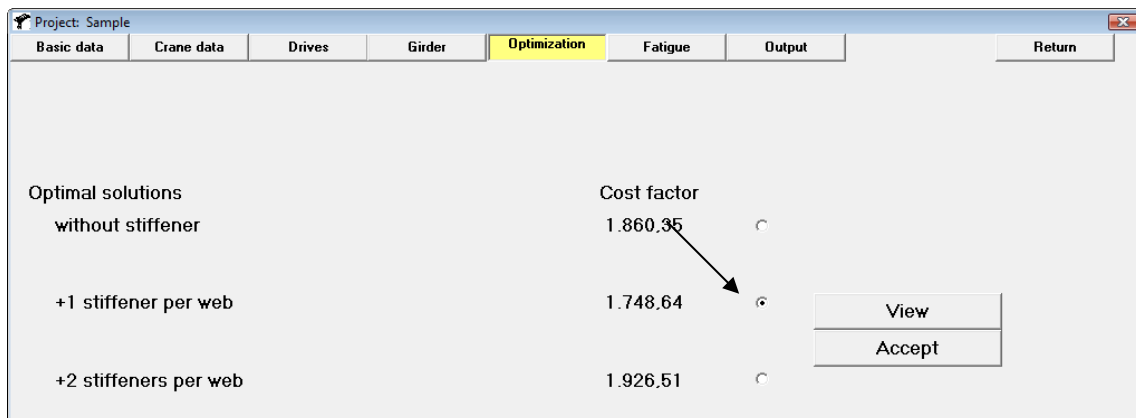 Project: Sample
Basic data Crane data Drives Girder Optimization Fatigue Output Return
Optimal solutions Cost factor
without stiffener 1.860,35
+1 stiffener per web 1.748,64
View
Accept
+2 stiffeners per web 1.926,51